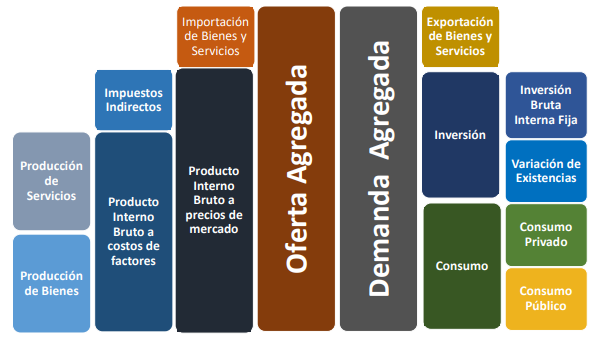 Producción
de
Servicios
Producción
de Bienes
Impuestos
Indirectos
Producto
Interno
Bruto a
costos de
factores
Importación
de Bienes y
Servicios
Producto
Interno
Bruto a
precios de
mercado
Oferta Agregada
Demanda Agregada
Exportación
de Bienes y
Servicios
Inversión
Consumo
Inversión
Bruta
Interna Fija
Variación de
Existencias
Consumo
Privado
Consumo
Público